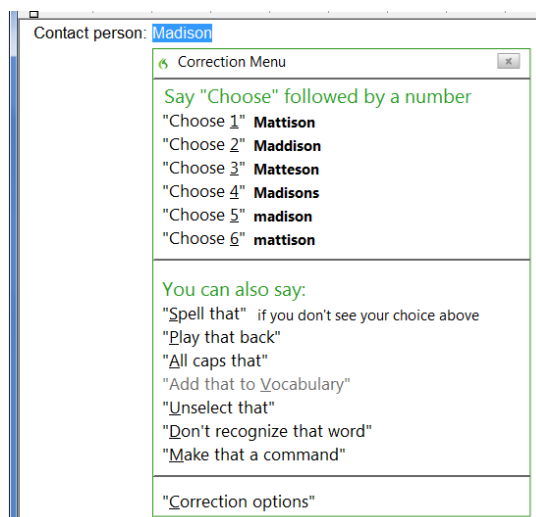 Contact person: Madison
Correction Menu
Say "Choose" followed by a number
"Choose 1" Mattison
"Choose 2" Maddison
"Choose 3" Matteson
"Choose 4" Madisons
"Choose 5" madison
"Choose 6" mattison
You can also say:
"Spell that" if you don't see your choice above
"Play that back"
"All caps that"
"Add that to Vocabulary"
"Unselect that"
"Don't recognize that word"
"Make that a command"
"Correction options"